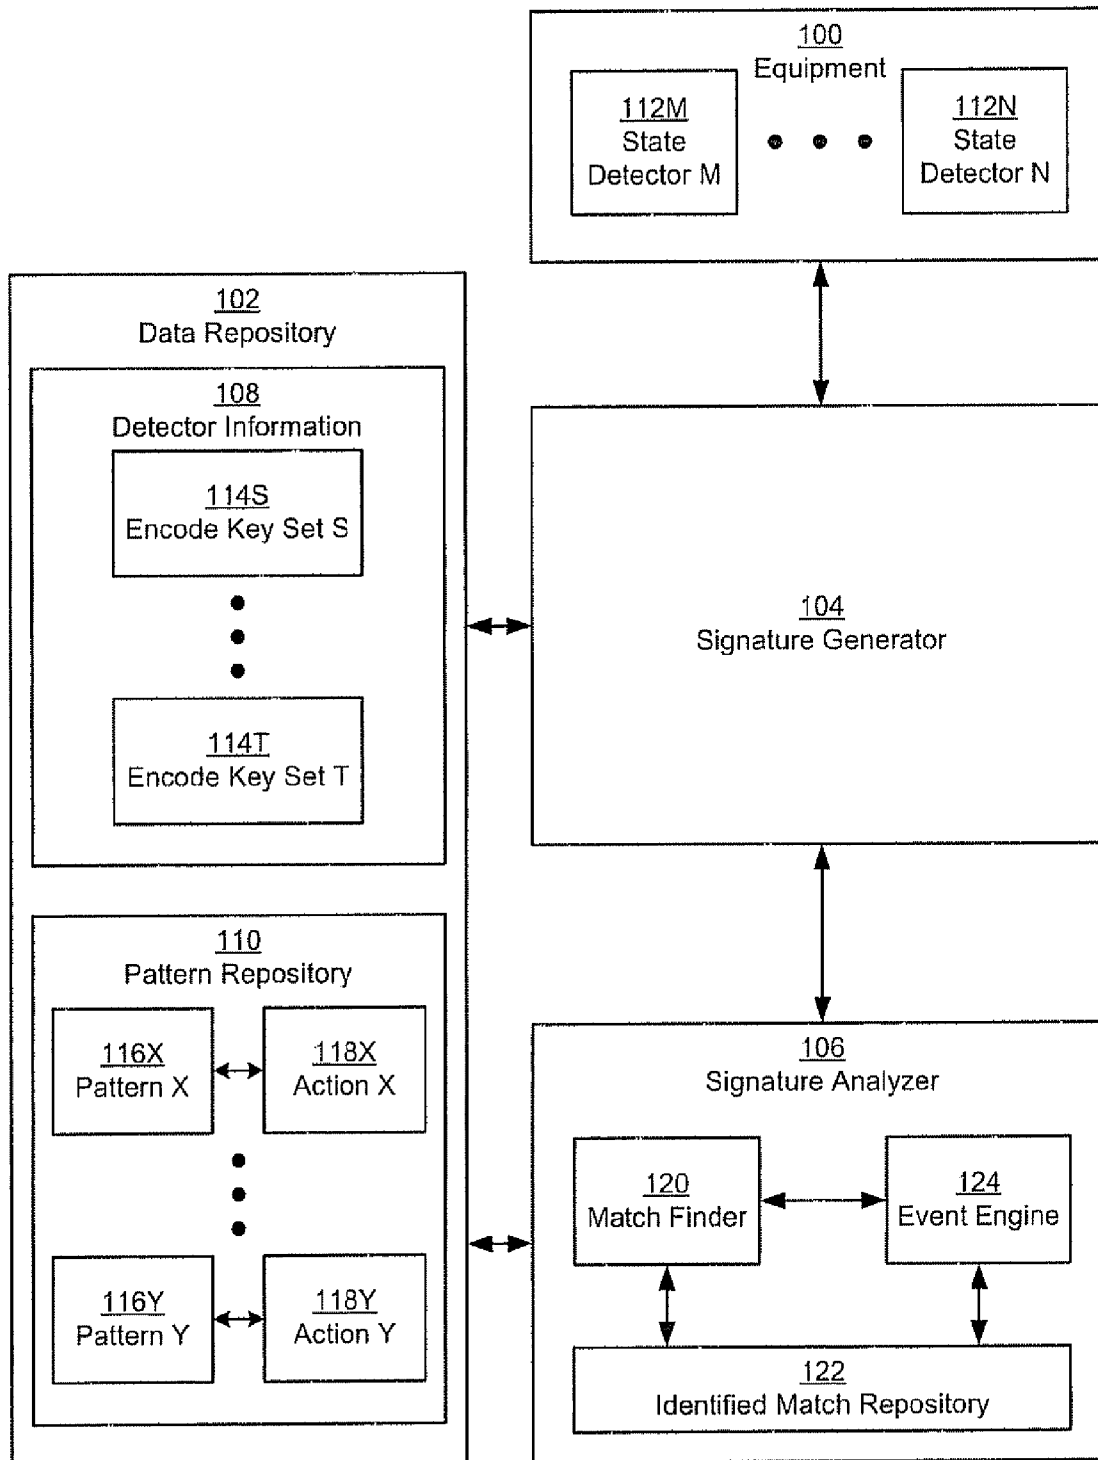 100
Equipment
112M
State
Detector M
112N
State
Detector N
102
Data Repository
108
Detector Information
114S
Encode Key Set S
114T
Encode Key Set T
104
Signature Generator
110
Pattern Repository
116X
Pattern X
118X
Action X
116Y
Pattern Y
118Y
Action Y
106
Signature Analyzer
120
Match Finder
124
Event Engine
122
Identified Match Repository